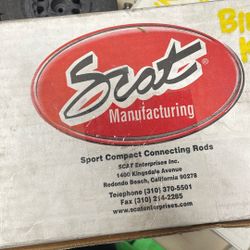 Scat®
Manufacturing
Sport Compact Connecting Rods
SCAT Enterprises Inc.
1400 Kingsdale Avenue
Redondo Beach, California 90278
Telephone (310) 370-5501
Fax (310) 214-2285
www.scatenterprises.com